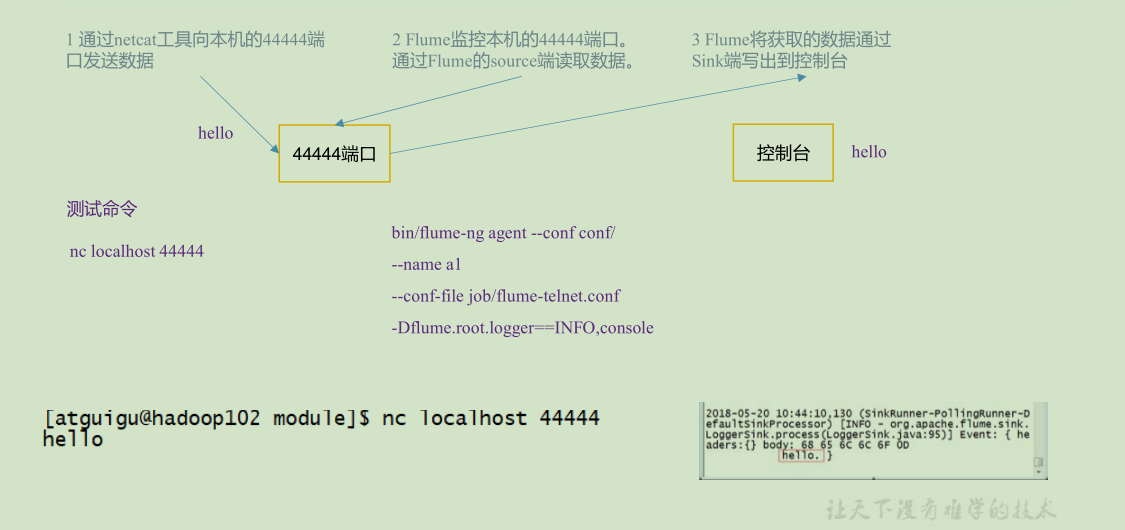 1 通过netcat工具向本机的44444端
口发送数据
2 Flume监控本机的44444端口。
通过Flume的source端读取数据。
3 Flume将获取的数据通过
Sink端写出到控制台
hello
44444端口
控制台
hello
测试命令
nc localhost 44444
bin/flume-ng agent --conf conf/
--name a1
--conf-file job/flume-telnet.conf
-Dflume.root.logger==INFO,console
[atguigu@hadoop102 module]$ nc localhost 44444
hello
2018-05-20 10:44:10,130 (SinkRunner-PollingRunner-D
efaultSinkProcessor) [INFO - org.apache.flume.sink.
LoggerSink.process(LoggerSink.java:95)] Event: { he
aders:{} body: 68 65 6C 6C 6F 0D
hello. }
让天下没有难学的技术